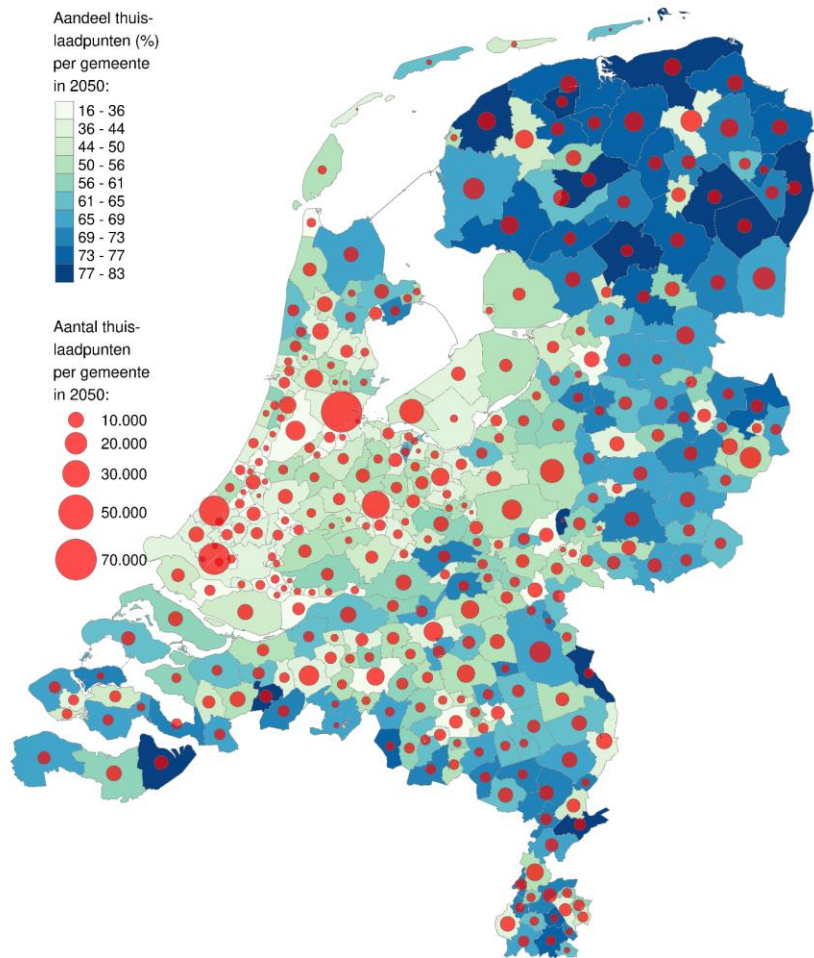 Aandeel thuis-
laadpunten (%)
per gemeente
in 2050:
16 - 36
36 - 44
44 - 50
50 - 56
56 - 61
61 - 65
65 - 69
69 - 73
73 - 77
77 - 83
Aantal thuis-
laadpunten
per gemeente
in 2050:
10.000
20.000
30.000
50.000
70.000